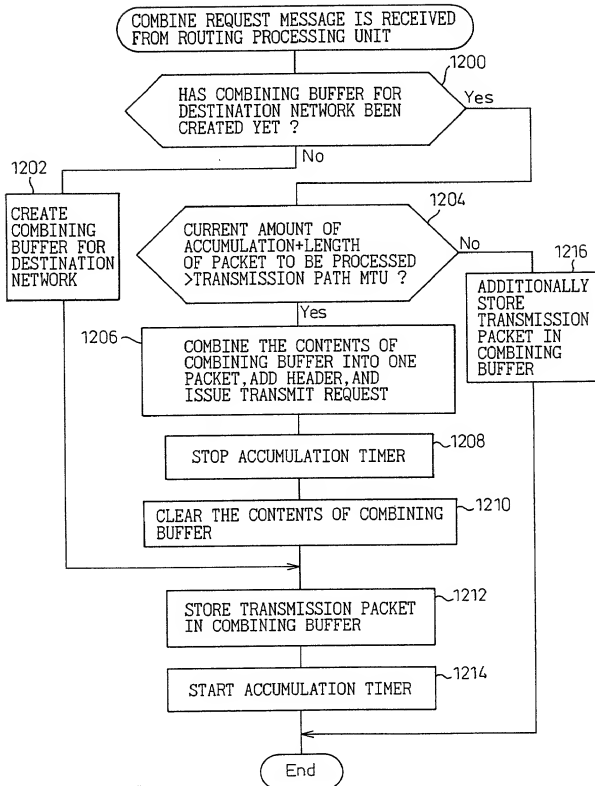 COMBINE REQUEST MESSAGE IS RECEIVED
FROM ROUTING PROCESSING UNIT
1200
HAS COMBINING BUFFER FOR
DESTINATION NETWORK BEEN
CREATED YET ?
Yes
No
1202
CREATE
COMBINING
BUFFER FOR
DESTINATION
NETWORK
1204
CURRENT AMOUNT OF
ACCUMULATION+LENGTH
OF PACKET TO BE PROCESSED
>TRANSMISSION PATH MTU ?
No
Yes
1216
ADDITIONALLY
STORE
TRANSMISSION
PACKET IN
COMBINING
BUFFER
1206
COMBINE THE CONTENTS OF
COMBINING BUFFER INTO ONE
PACKET,ADD HEADER,AND
ISSUE TRANSMIT REQUEST
1208
STOP ACCUMULATION TIMER
1210
CLEAR THE CONTENTS OF COMBINING
BUFFER
1212
STORE TRANSMISSION PACKET
IN COMBINING BUFFER
1214
START ACCUMULATION TIMER
End